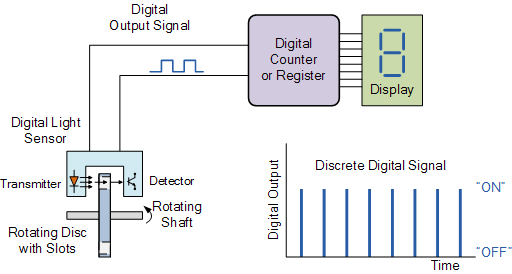 Digital
Output Signal
Digital
Counter
or Register
Display
Digital Light
Sensor
Transmitter
Detector
Rotating
Shaft
Rotating Disc
with Slots
Discrete Digital Signal
Digital Output
"ON"
"OFF"
Time